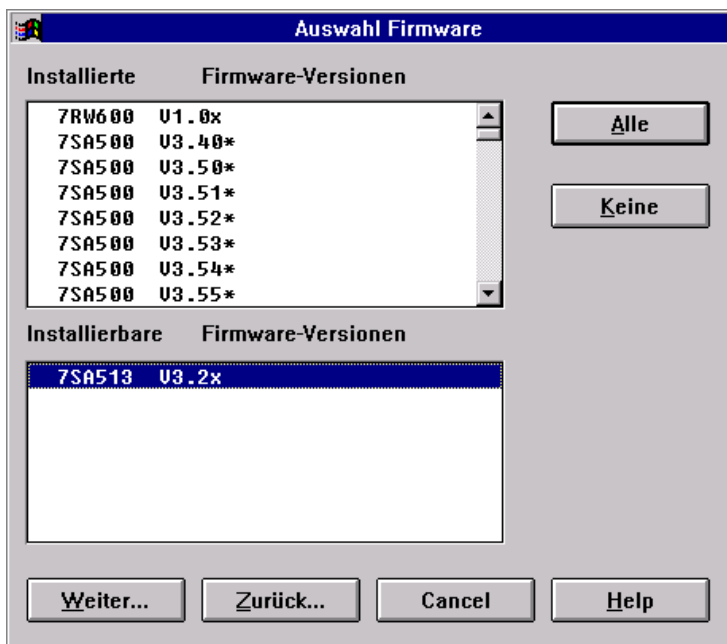 Auswahl Firmware
Installierte Firmware-Versionen
7RW600 V1.0x
7SA500 V3.40*
7SA500 V3.50*
7SA500 V3.51*
7SA500 V3.52*
7SA500 V3.53*
7SA500 V3.54*
7SA500 V3.55*
Alle
Keine
Installierbare Firmware-Versionen
7SA513 V3.2x
Weiter...
Zurück...
Cancel
Help